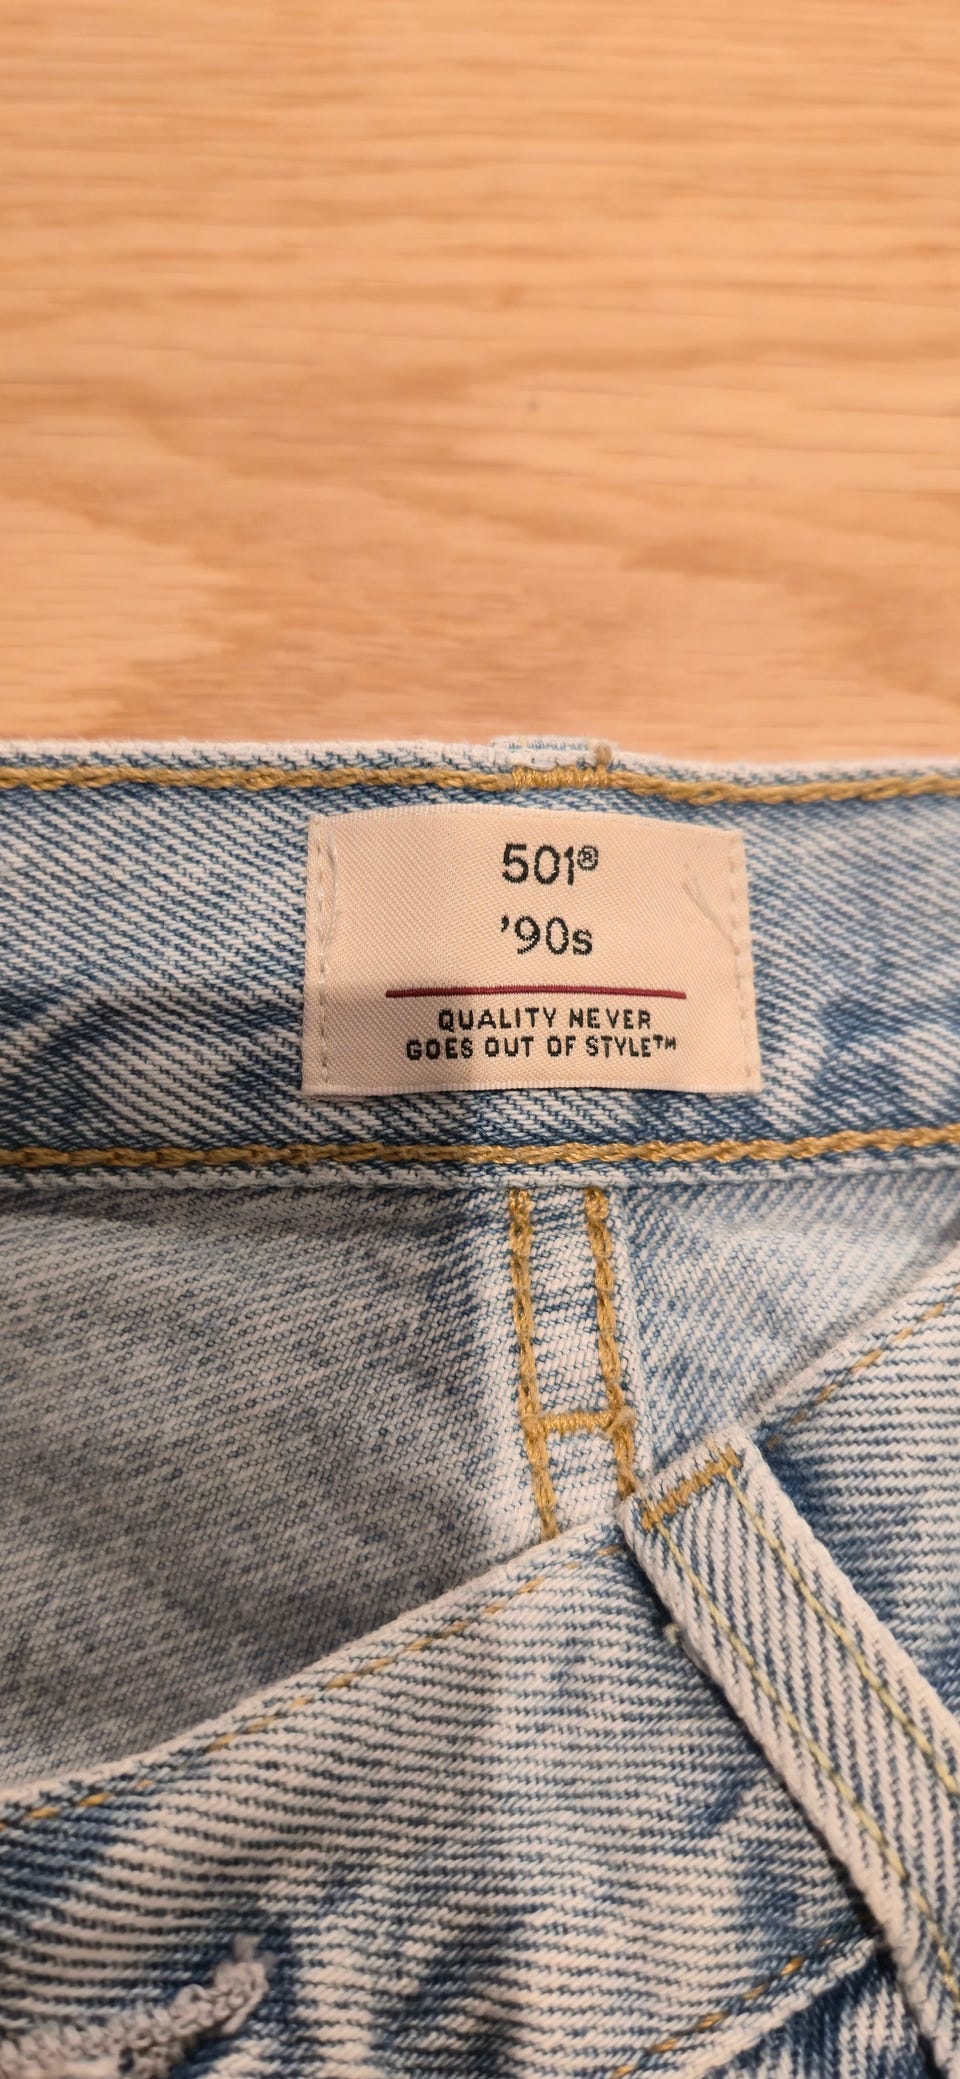 501®
’90s
QUALITY NEVER
GOES OUT OF STYLE™